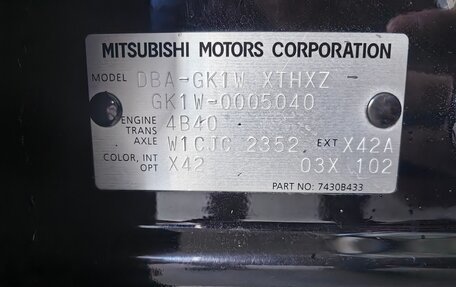 MITSUBISHI MOTORS CORPORATION
MODEL DBA-GK1W XTHXZ -
GK1W-0005040
ENGINE 4B40
TRANS AXLE W1CJC 2352 EXT X42A
COLOR, INT OPT X42 03X 102
PART NO: 7430B433